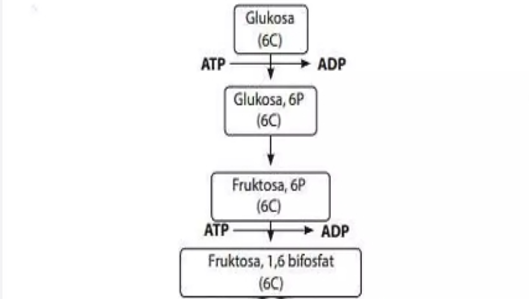 Glukosa
(6C)
ATP ADP
Glukosa, 6P
(6C)
Fruktosa, 6P
(6C)
ATP ADP
Fruktosa, 1,6 bifosfat
(6C)